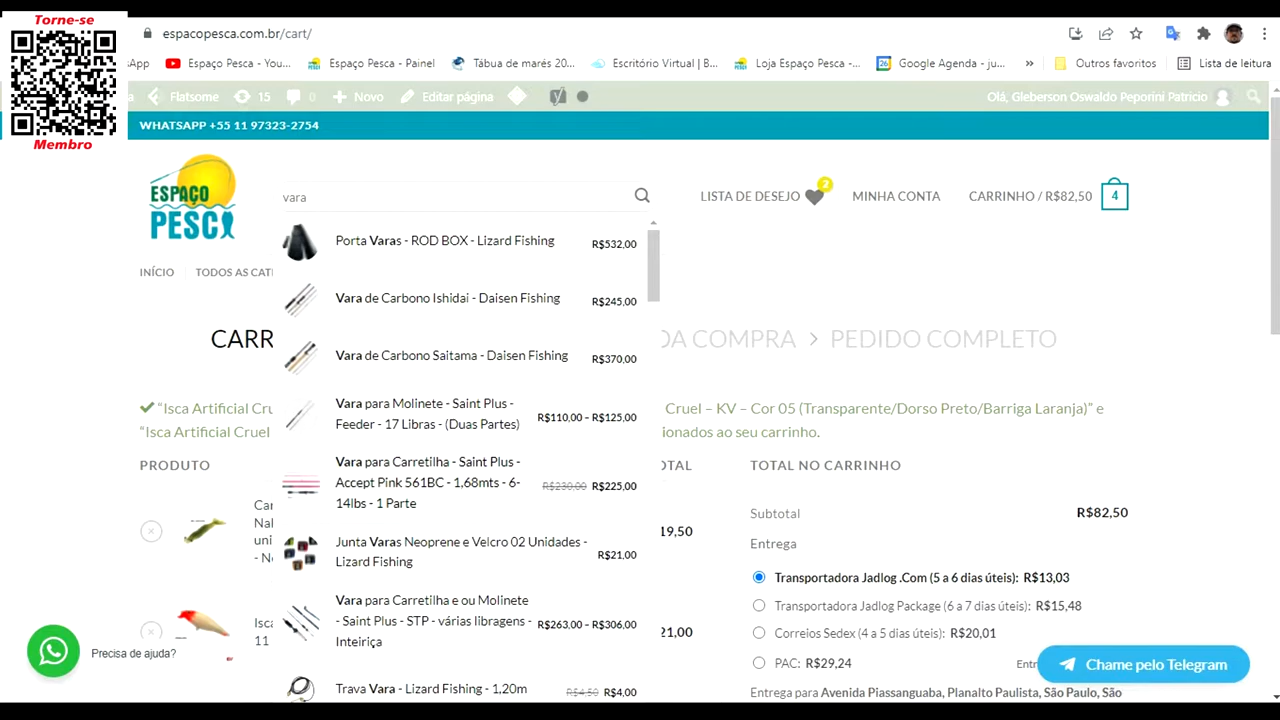 Torne-se
Membro
espacopesca.com.br/cart/
App
Espaço Pesca - You...
Espaço Pesca - Painel
Tábua de marés 20...
Escritório Virtual | B...
Loja Espaço Pesca -...
Google Agenda - ju...
»
Outros favoritos
Lista de leitura
Flatsome
15
0
Novo
Editar página
Olá, Gleberson Oswaldo Peporini Patricio
WHATSAPP +55 11 97323-2754
ESPAÇO
PESCA
vara
LISTA DE DESEJO
2
MINHA CONTA
CARRINHO / R$82,50
4
INÍCIO
TODOS AS CAT
Porta Varas - ROD BOX - Lizard Fishing
R$532,00
Vara de Carbono Ishidai - Daisen Fishing
R$245,00
Vara de Carbono Saitama - Daisen Fishing
R$370,00
Vara para Molinete - Saint Plus -
Feeder - 17 Libras - (Duas Partes)
R$110,00 – R$125,00
Vara para Carretilha - Saint Plus -
Accept Pink 561BC - 1,68mts - 6-
14lbs - 1 Parte
R$230,00 R$225,00
Junta Varas Neoprene e Velcro 02 Unidades -
Lizard Fishing
R$21,00
Vara para Carretilha e ou Molinete
- Saint Plus - STP - várias libragens -
Inteiriça
R$263,00 – R$306,00
Trava Vara - Lizard Fishing - 1,20m
R$4,50 R$4,00
CARR
DA COMPRA > PEDIDO COMPLETO
“Isca Artificial Cru
Cruel – KV – Cor 05 (Transparente/Dorso Preto/Barriga Laranja)” e
“Isca Artificial Cruel
ionados ao seu carrinho.
PRODUTO
OTAL
Car
Nal
uni
- Ne
19,50
Isca
11
21,00
TOTAL NO CARRINHO
Subtotal
R$82,50
Entrega
Transportadora Jadlog .Com (5 a 6 dias úteis): R$13,03
Transportadora Jadlog Package (6 a 7 dias úteis): R$15,48
Correios Sedex (4 a 5 dias úteis): R$20,01
PAC: R$29,24
Entr
Entrega para Avenida Piassanguaba, Planalto Paulista, São Paulo, São
Precisa de ajuda?
Chame pelo Telegram